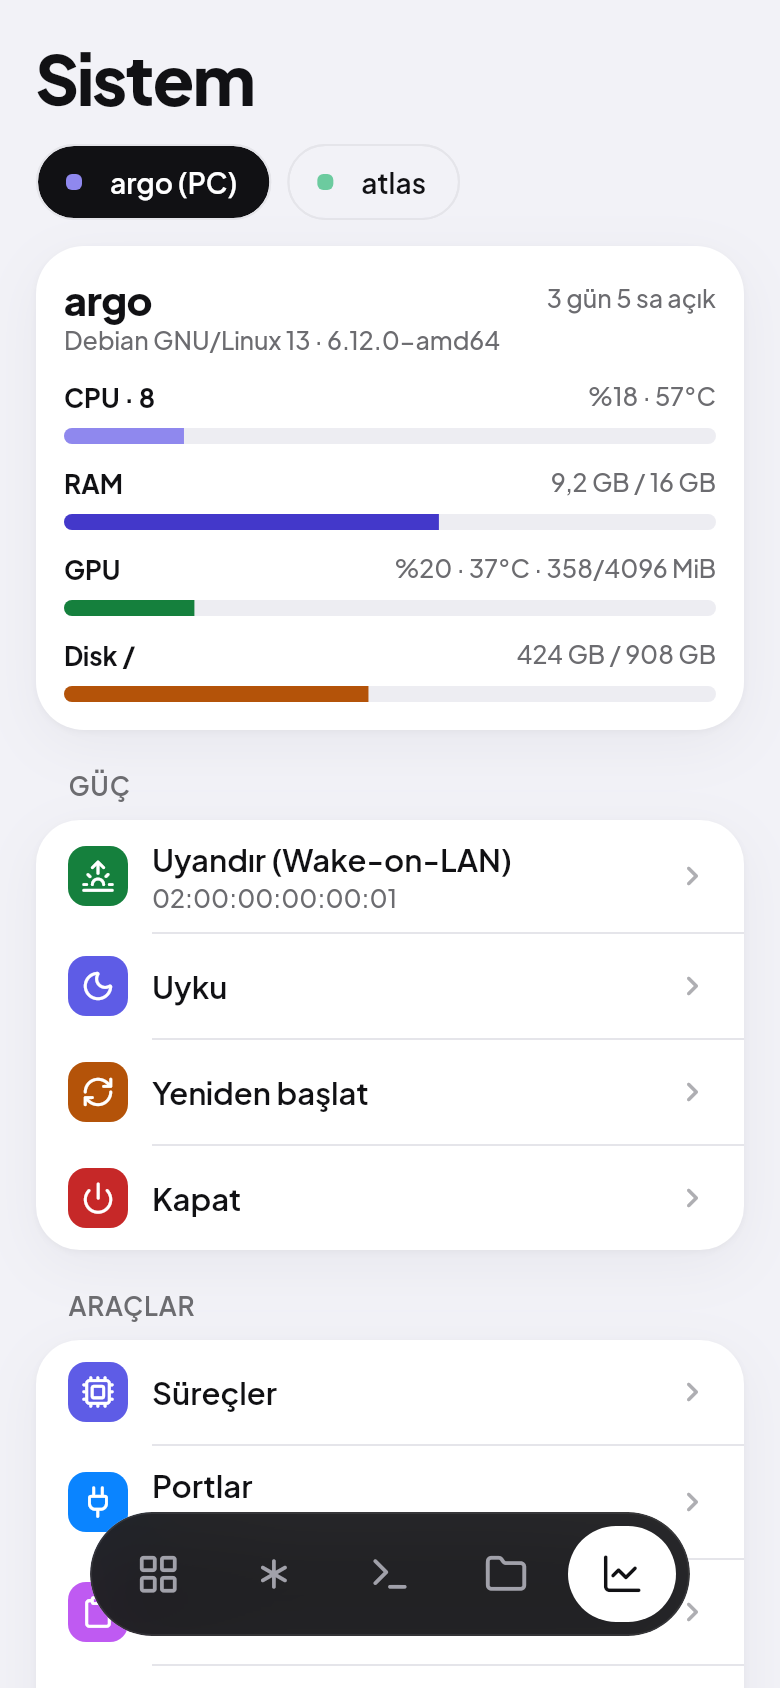 Sistem
argo (PC)
atlas
argo
3 gün 5 sa açık
Debian GNU/Linux 13 · 6.12.0-amd64
CPU · 8
%18 · 57°C
RAM
9,2 GB / 16 GB
GPU
%20 · 37°C · 358/4096 MiB
Disk /
424 GB / 908 GB
GÜÇ
Uyandır (Wake-on-LAN)
02:00:00:00:00:01
Uyku
Yeniden başlat
Kapat
ARAÇLAR
Süreçler
Portlar